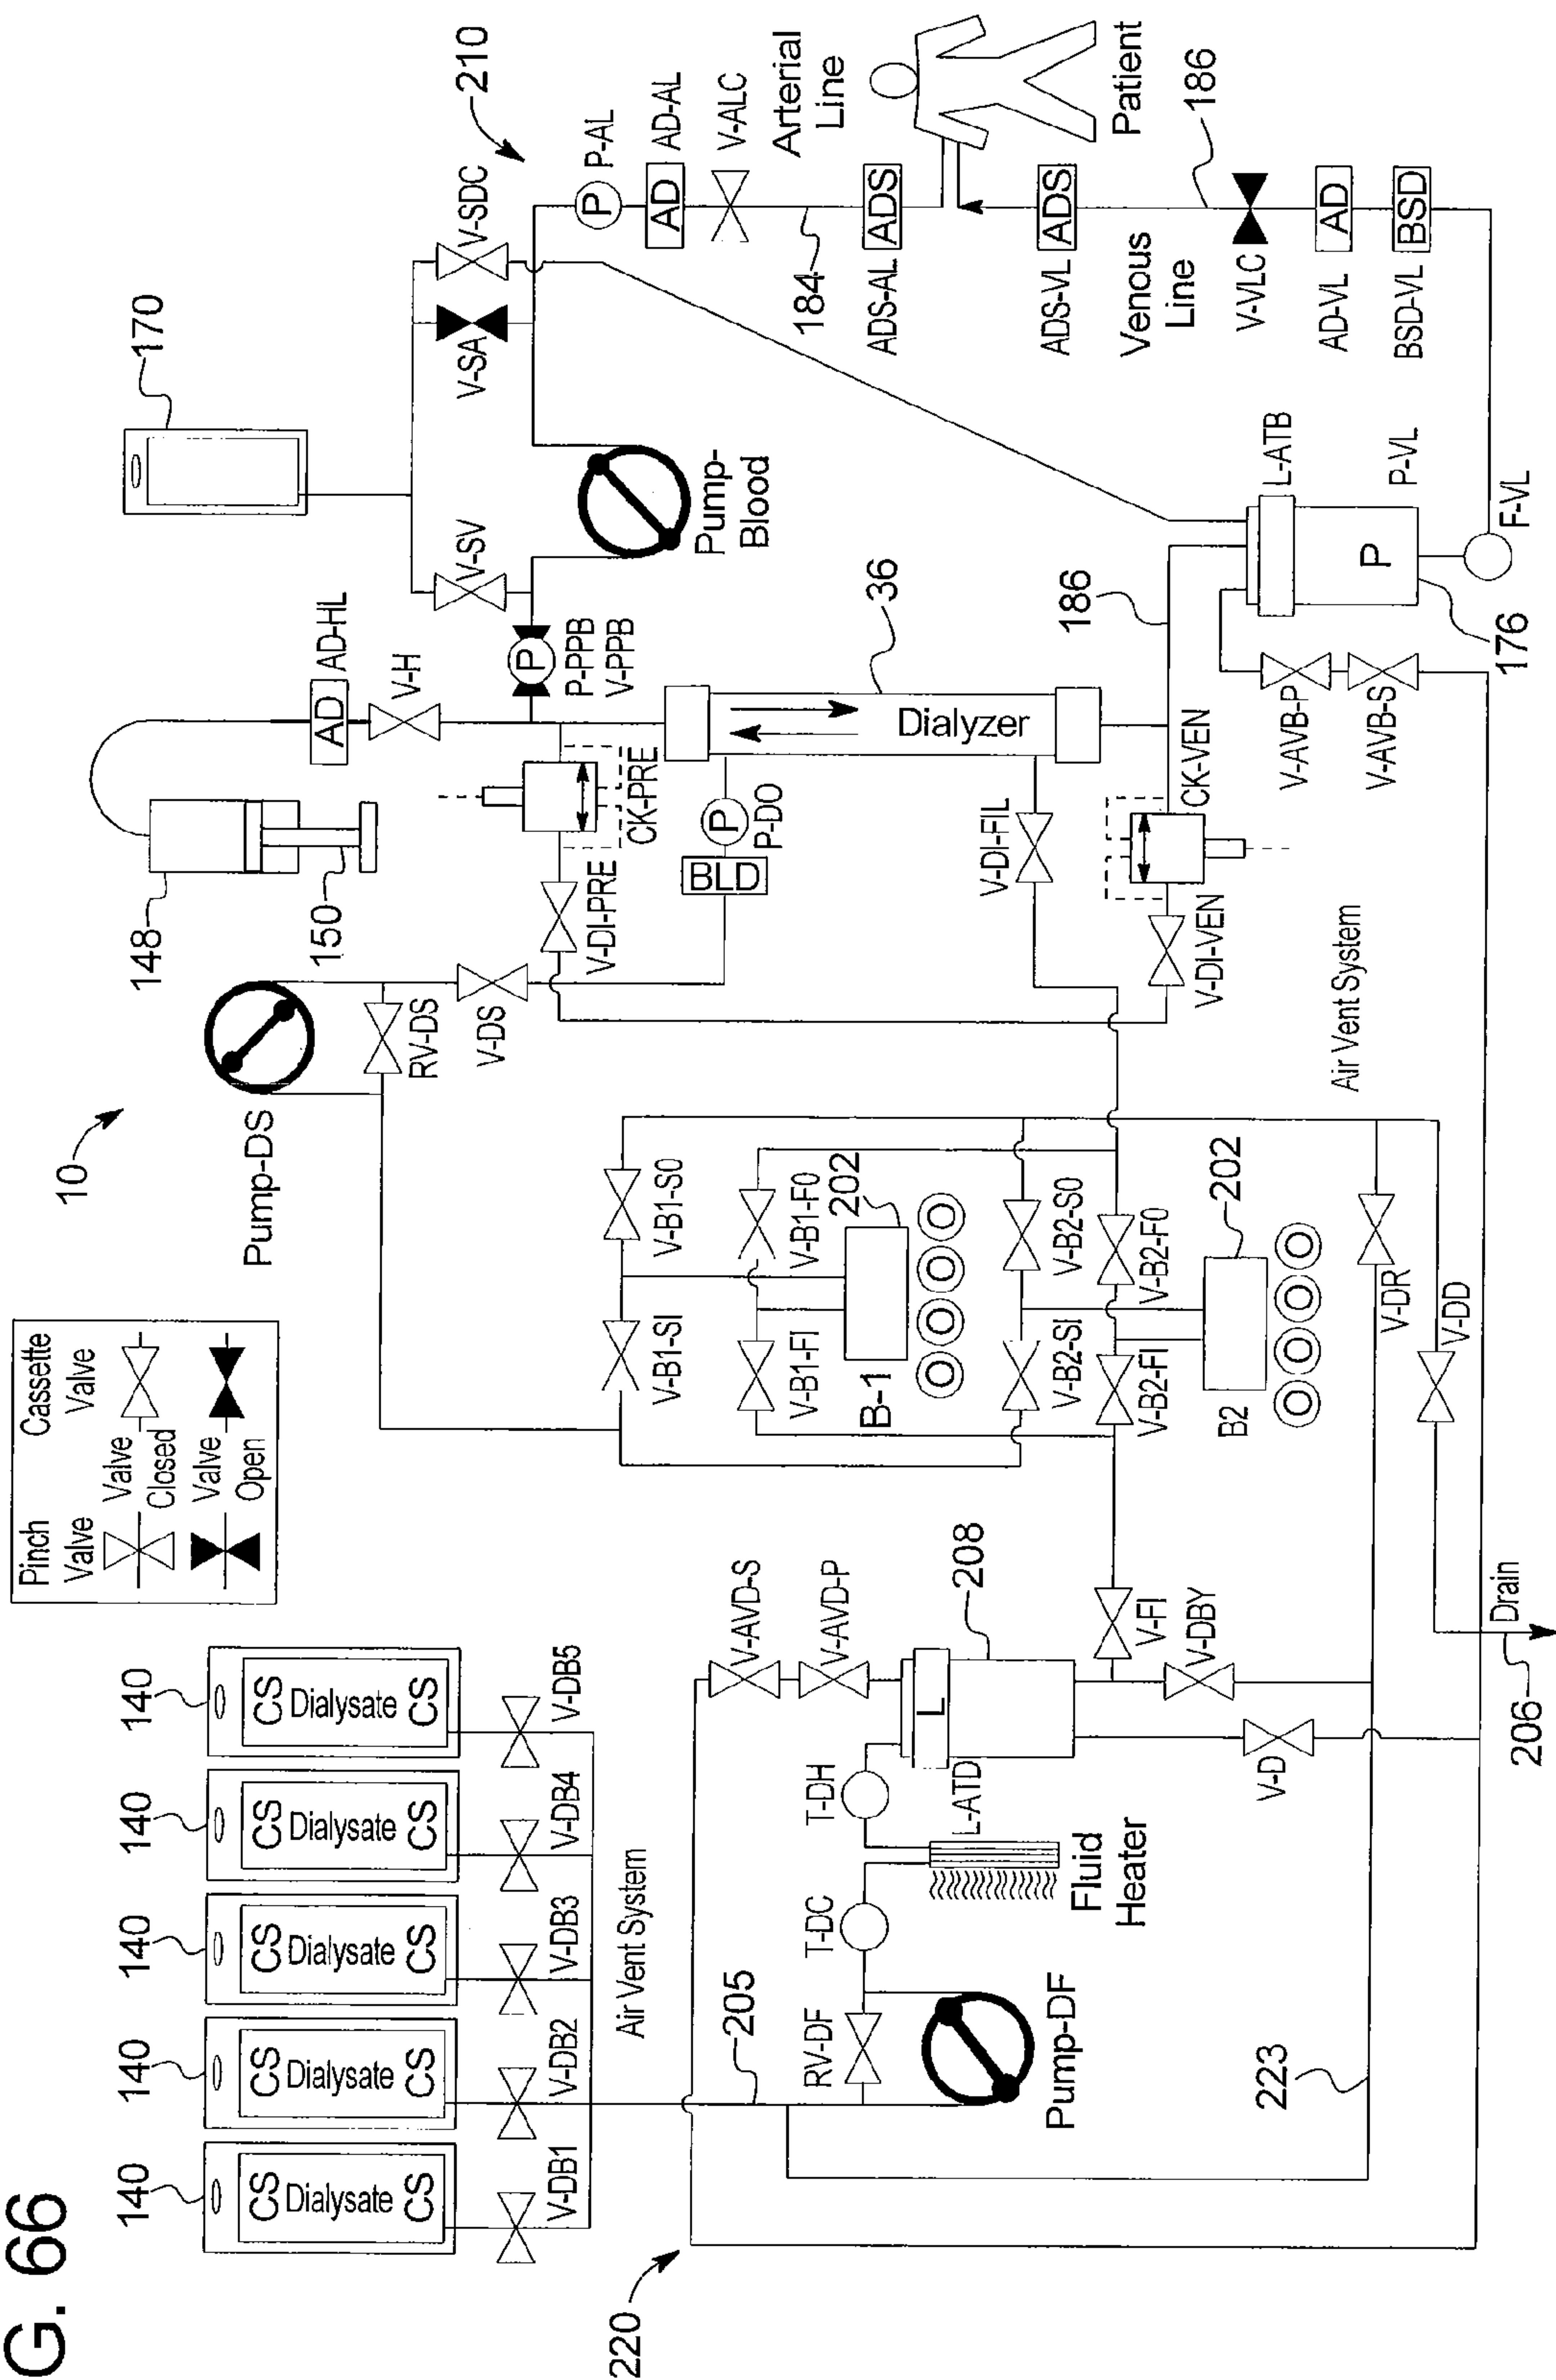 G. 66
Pinch Valve
Cassette Valve
Valve Closed
Valve Open
10
Pump-DS
RV-DS
V-DS
148
150
AD
AD-HL
V-H
170
V-SV
V-SA
V-SDC
210
P
P-AL
AD
AD-AL
V-ALC
Arterial Line
184
ADS
ADS-AL
Patient
ADS
ADS-VL
Venous Line
186
V-VLC
AD
AD-VL
BSD
BSD-VL
Pump-Blood
P
P-PPB
V-PPB
CK-PRE
V-DI-PRE
BLD
P
P-DO
36
Dialyzer
V-DI-FIL
CK-VEN
V-DI-VEN
186
L-ATB
P
P-VL
F-VL
176
V-AVB-P
V-AVB-S
Air Vent System
140
140
140
140
140
CS Dialysate CS
CS Dialysate CS
CS Dialysate CS
CS Dialysate CS
CS Dialysate CS
V-DB1
V-DB2
V-DB3
V-DB4
V-DB5
Air Vent System
V-AVD-S
V-AVD-P
205
208
L
L-ATD
T-DH
T-DC
RV-DF
Pump-DF
Fluid Heater
V-FI
V-DBY
V-D
V-B1-S0
V-B1-SI
V-B1-F0
V-B1-FI
202
B-1
V-B2-S0
V-B2-SI
V-B2-F0
V-B2-FI
202
B2
V-DR
V-DD
Drain
206
220
223